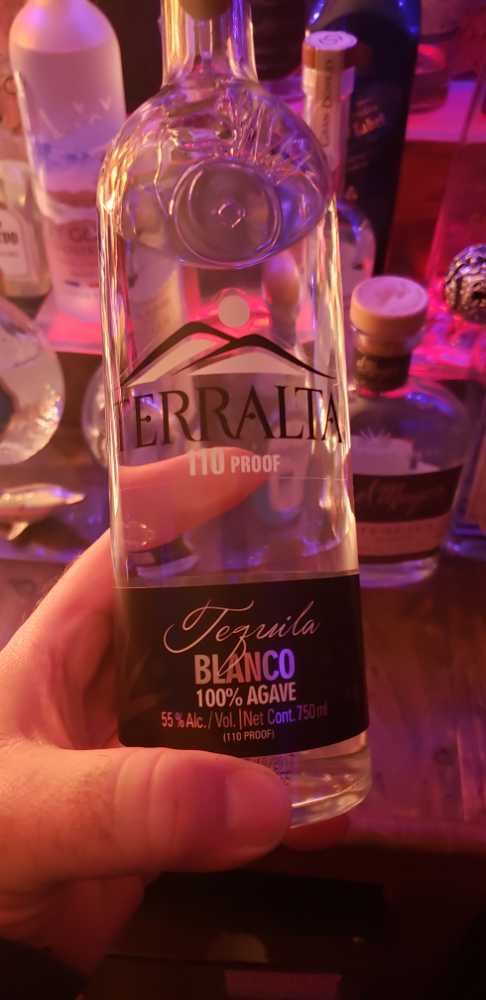 TERRALTA
110 PROOF
Tequila
BLANCO
100% AGAVE
55% Alc./Vol. | Net Cont. 750 ml
(110 PROOF)